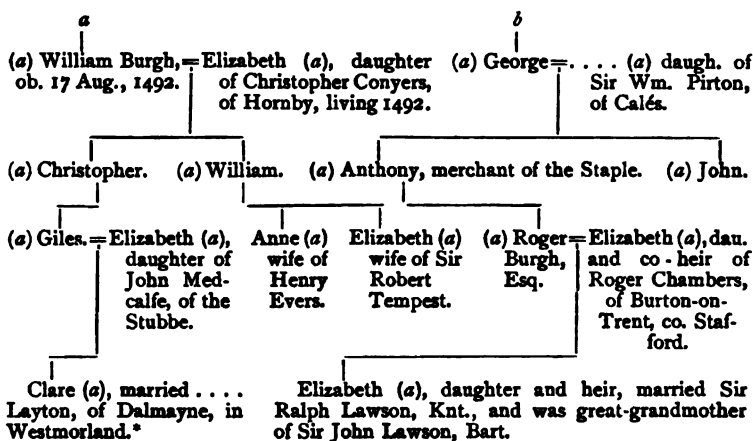 a b
(a) William Burgh,=Elizabeth (a), daughter (a) George=.... (a) daugh. of
ob. 17 Aug., 1492. of Christopher Conyers, Sir Wm. Pirton,
of Hornby, living 1492. of Calés.
(a) Christopher. (a) William. (a) Anthony, merchant of the Staple. (a) John.
(a) Giles.=Elizabeth (a), Anne (a) Elizabeth (a) (a) Roger=Elizabeth (a), dau.
daughter of wife of wife of Sir Burgh, and co-heir of
John Med- Henry Robert Esq. Roger Chambers,
calfe, of the Evers. Tempest. of Burton-on-
Stubbe. Trent, co. Staf-
ford.
Clare (a), married .... Elizabeth (a), daughter and heir, married Sir
Layton, of Dalmayne, in Ralph Lawson, Knt., and was great-grandmother
Westmorland.* of Sir John Lawson, Bart.